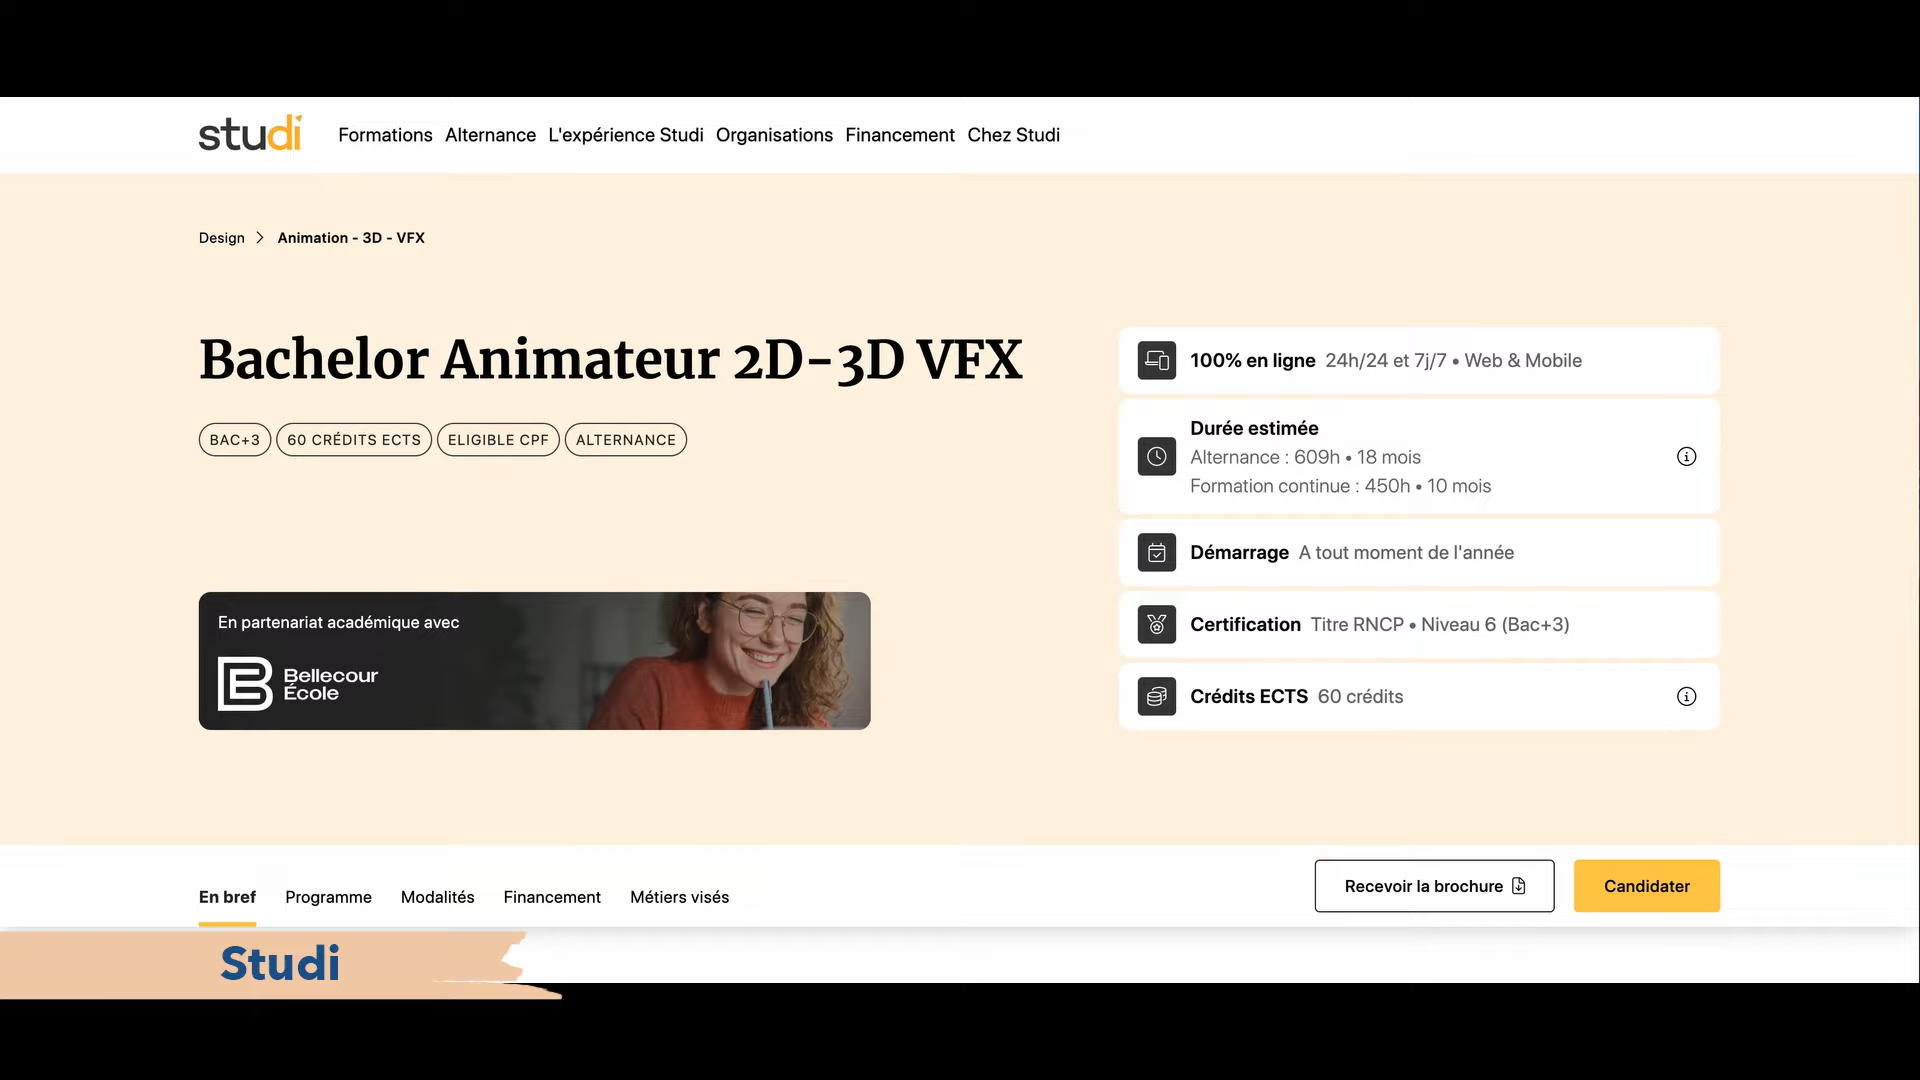 studi
Formations Alternance L'expérience Studi Organisations Financement Chez Studi
Design > Animation - 3D - VFX
Bachelor Animateur 2D-3D VFX
BAC+3 60 CRÉDITS ECTS ELIGIBLE CPF ALTERNANCE
En partenariat académique avec
Bellecour
École
100% en ligne 24h/24 et 7j/7 • Web & Mobile
Durée estimée
Alternance : 609h • 18 mois
Formation continue : 450h • 10 mois
Démarrage A tout moment de l'année
Certification Titre RNCP • Niveau 6 (Bac+3)
Crédits ECTS 60 crédits
En bref Programme Modalités Financement Métiers visés
Recevoir la brochure Candidater
Studi